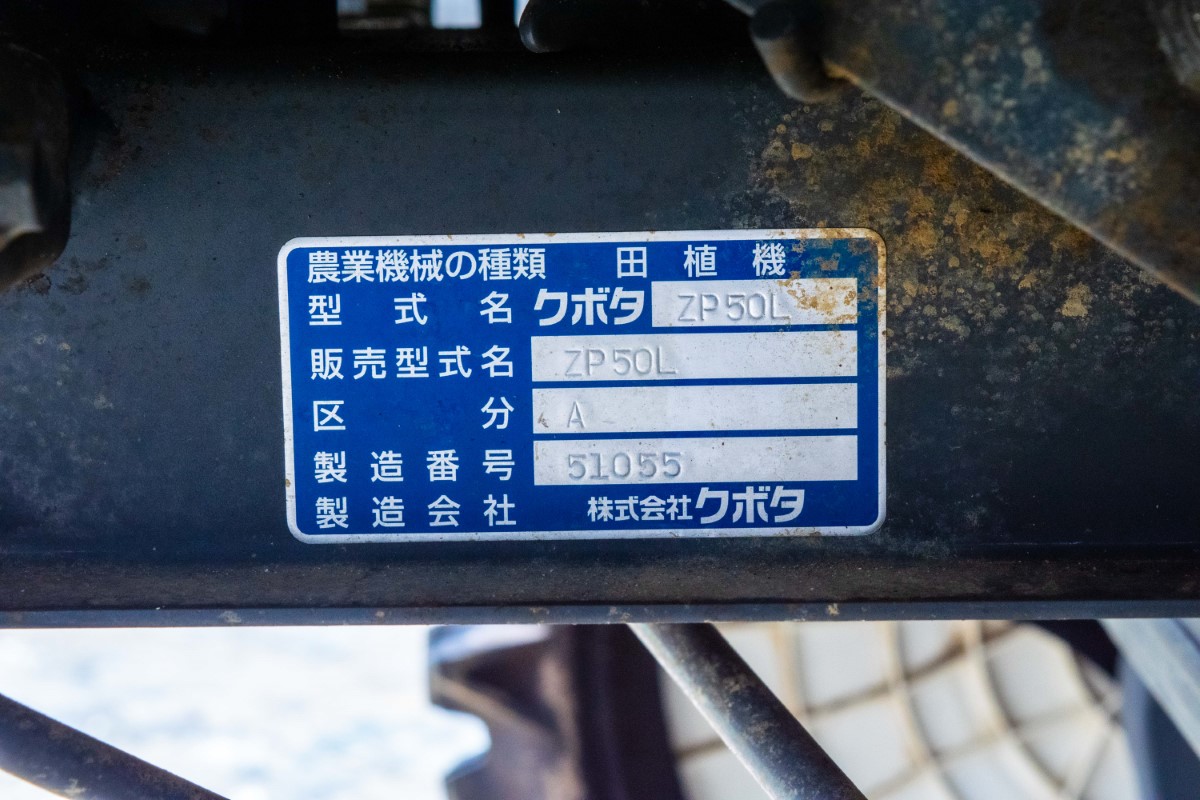 農業機械の種類 田植機
型式名 クボタ ZP50L
販売型式名 ZP50L
区分 A
製造番号 51055
製造会社 株式会社クボタ